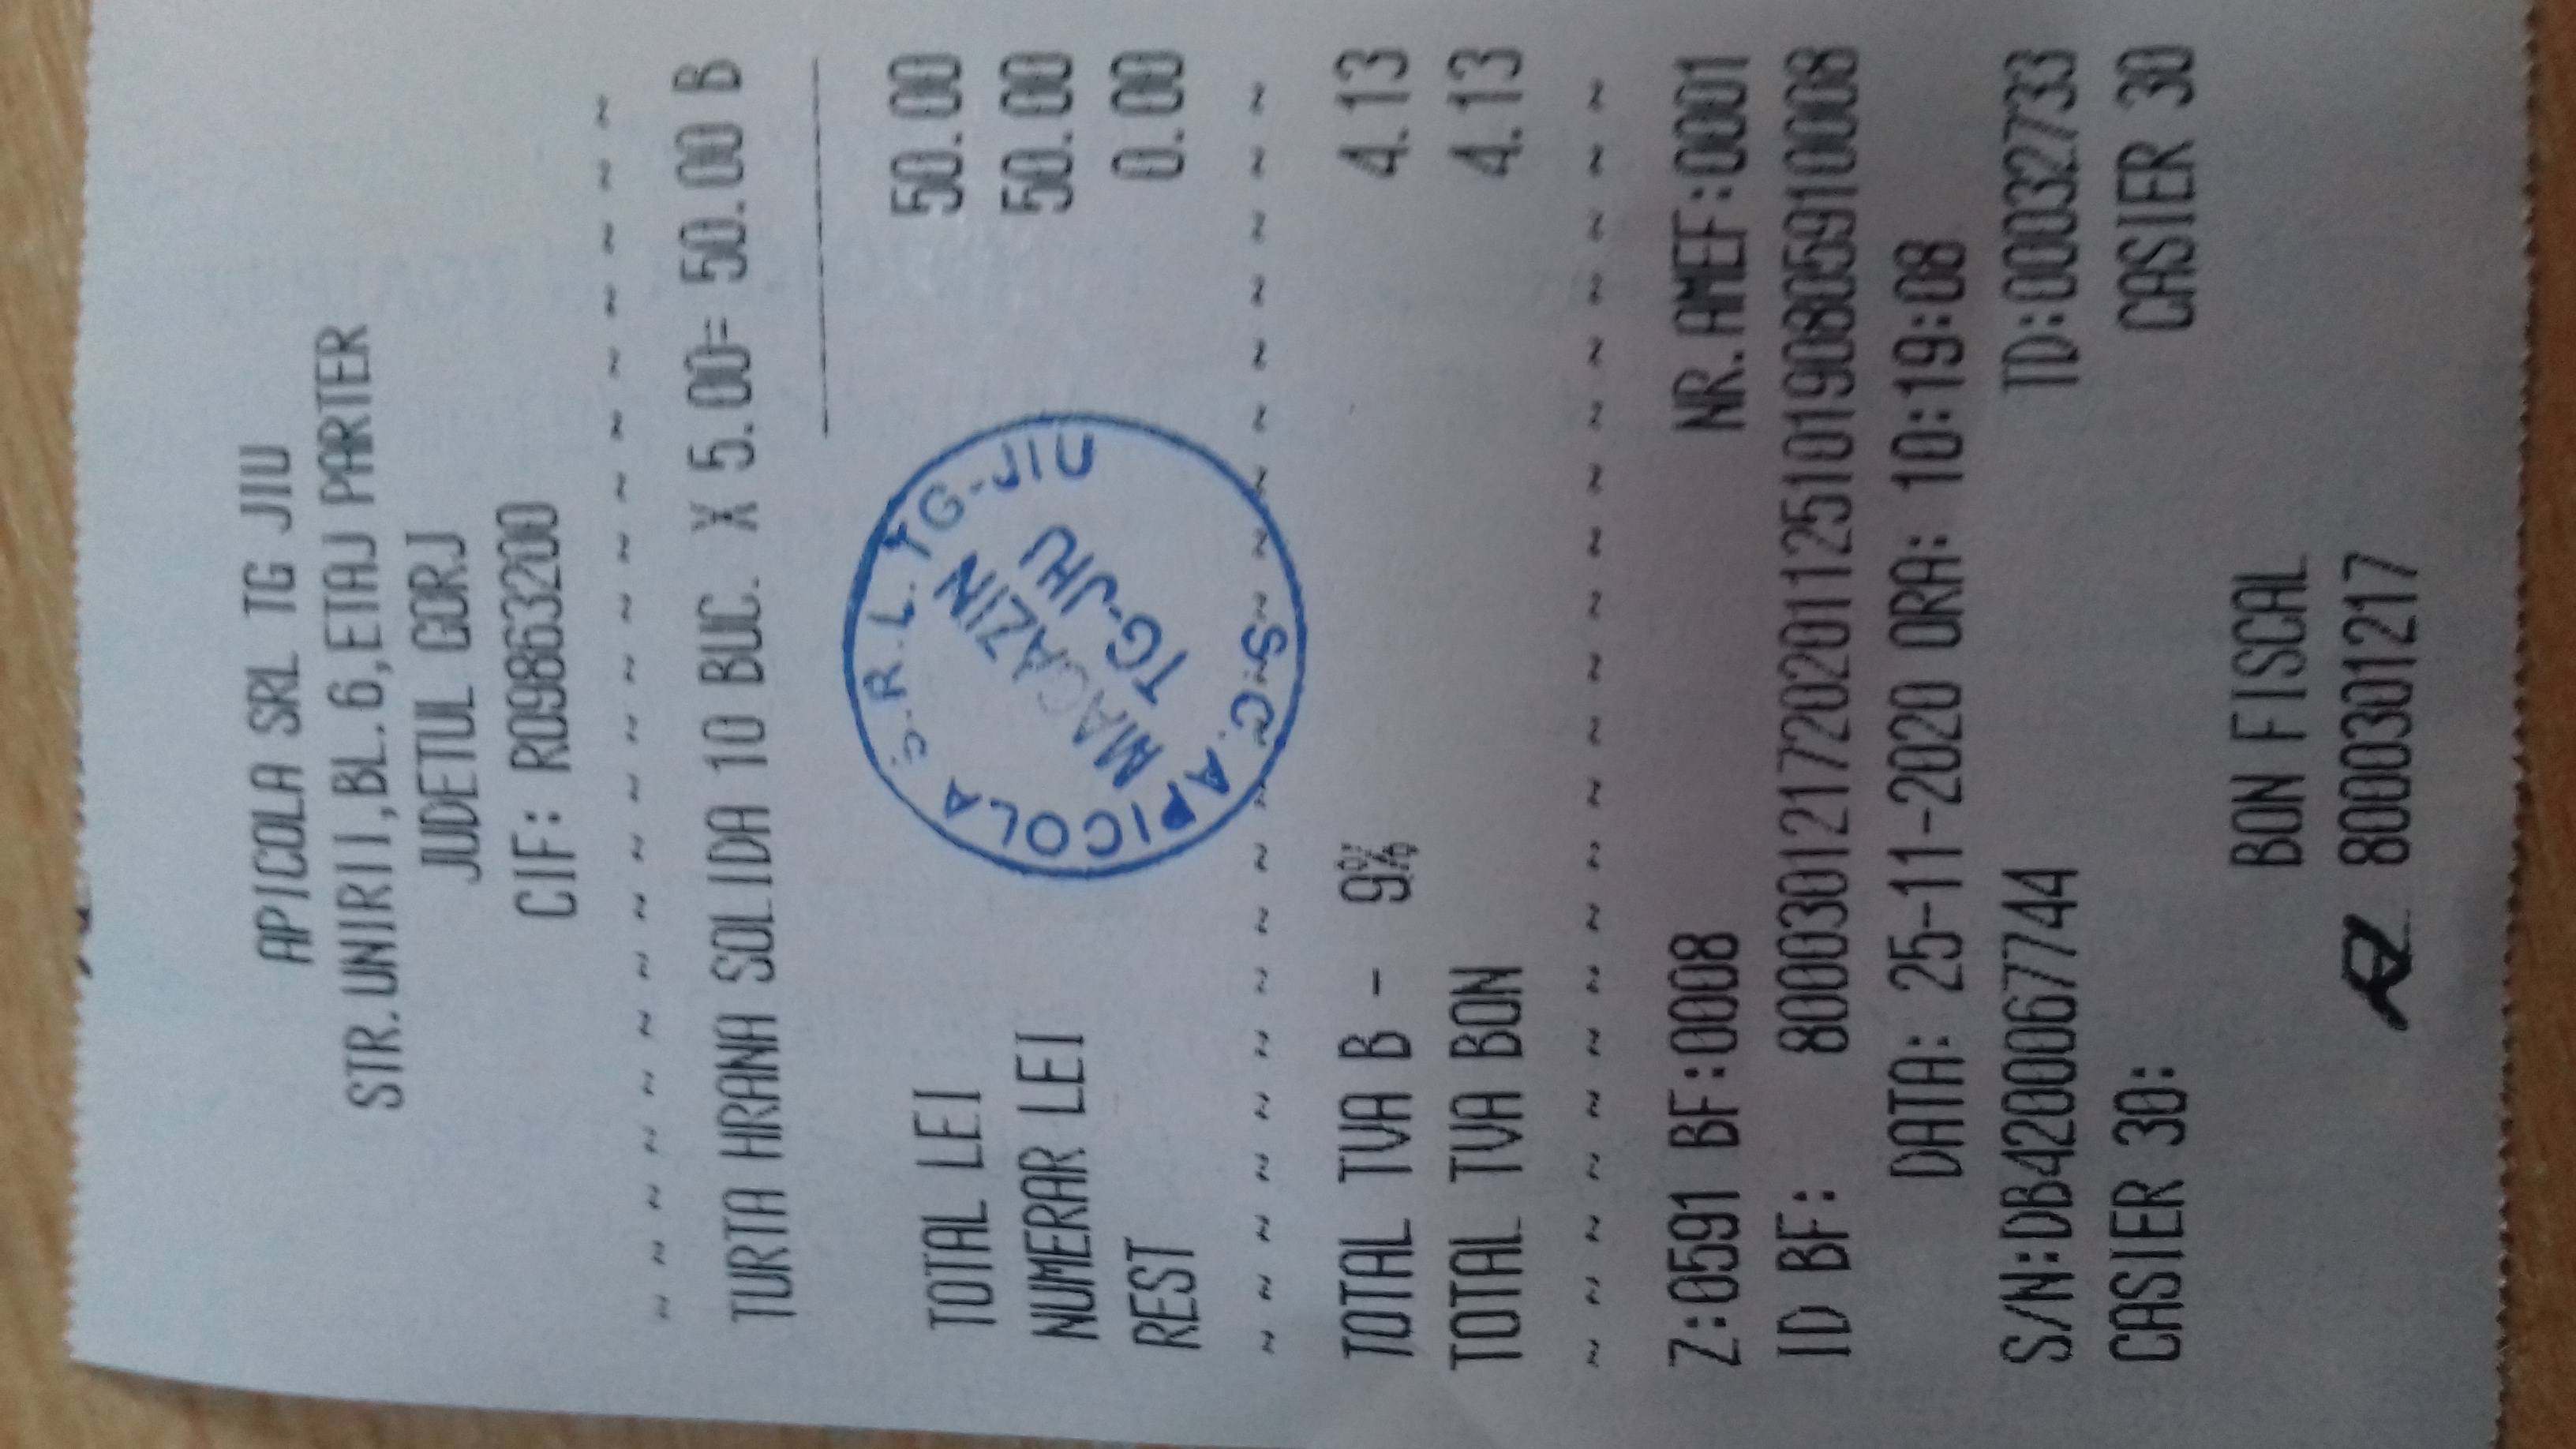 APICOLA SRL TG JIU
STR.UNIRII,BL.6,ETAJ PARTER
JUDETUL GORJ
CIF: RO9863200
~ ~ ~ ~ ~ ~ ~ ~ ~ ~ ~ ~ ~ ~ ~ ~ ~ ~ ~ ~
TURTA HRANA SOLIDA 10 BUC. X 5.00= 50.00 B
TOTAL LEI 50.00
NUMERAR LEI 50.00
REST 0.00
S.C. APICOLA S.R.L. TG-JIU
MAGAZIN
TG-JIU
~ ~ ~ ~ ~ ~ ~ ~ ~ ~ ~ ~ ~ ~ ~ ~ ~ ~ ~ ~
TOTAL TVA B - 9% 4.13
TOTAL TVA BON 4.13
~ ~ ~ ~ ~ ~ ~ ~ ~ ~ ~ ~ ~ ~ ~ ~ ~ ~ ~ ~
Z:0591 BF:0008 NR.AMEF:0001
ID BF: 80003012172020112510190805910008
DATA: 25-11-2020 ORA: 10:19:08
S/N:DB4200067744 ID:00032733
CASIER 30: CASIER 30
BON FISCAL
8000301217